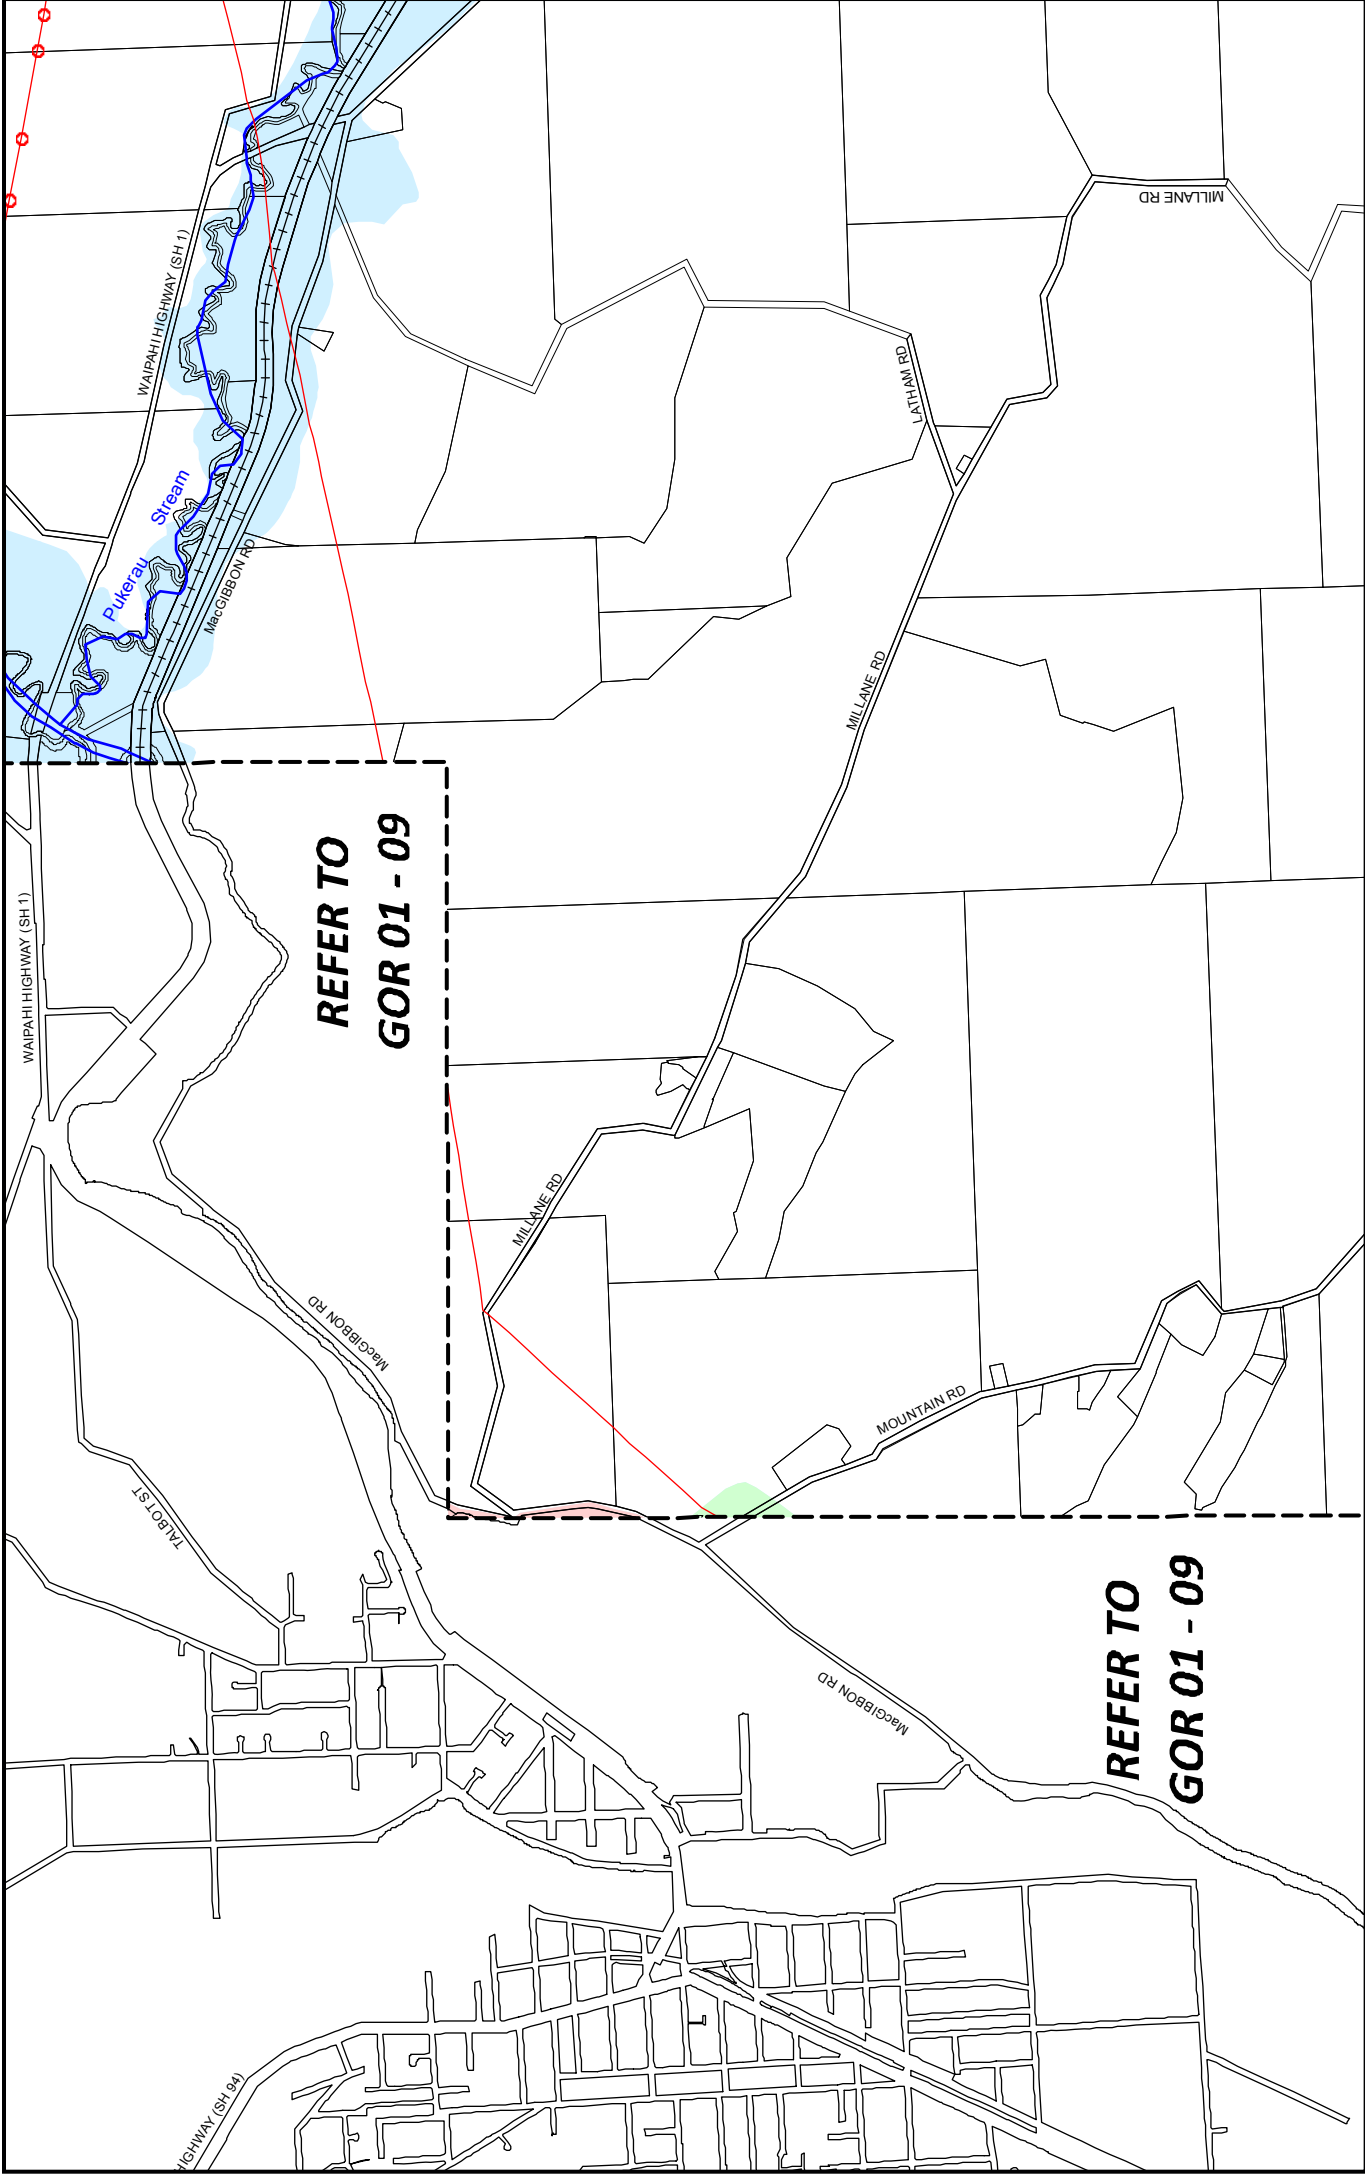 WAIPAHI HIGHWAY (SH 1)
MILLANE RD
Pukerau Stream
MacGIBBON RD
LATHAM RD
MILLANE RD
REFER TO
GOR 01 - 09
WAIPAHI HIGHWAY (SH 1)
MILLANE RD
MacGIBBON RD
MOUNTAIN RD
TALBOT ST
MacGIBBON RD
REFER TO
GOR 01 - 09
HIGHWAY (SH 94)